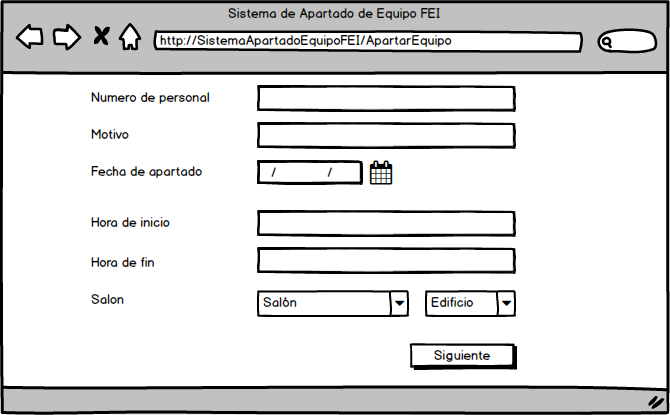 Sistema de Apartado de Equipo FEI
http://SistemaApartadoEquipoFEI/ApartarEquipo
Numero de personal
Motivo
Fecha de apartado / /
Hora de inicio
Hora de fin
Salon Salón Edificio
Siguiente